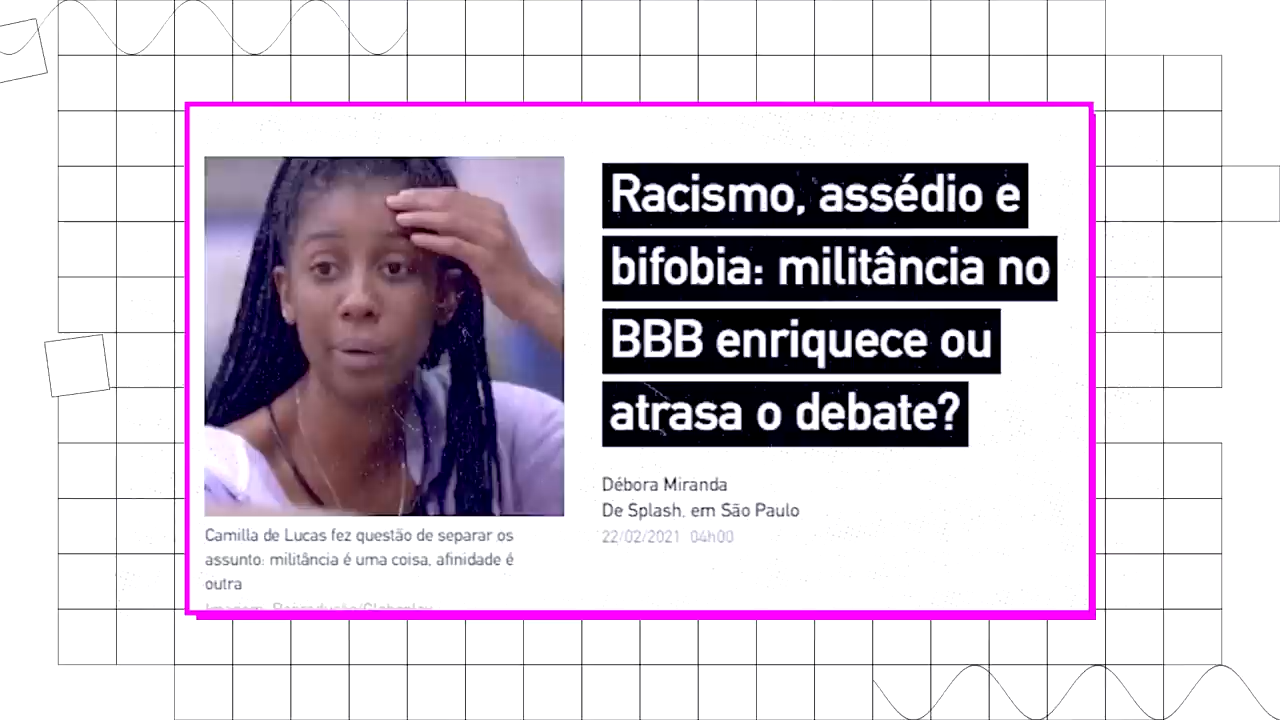 Racismo, assédio e
bifobia: militância no
BBB enriquece ou
atrasa o debate?
Débora Miranda
De Splash, em São Paulo
22/02/2021 04h00
Camilla de Lucas fez questão de separar os
assunto: militância é uma coisa, afinidade é
outra